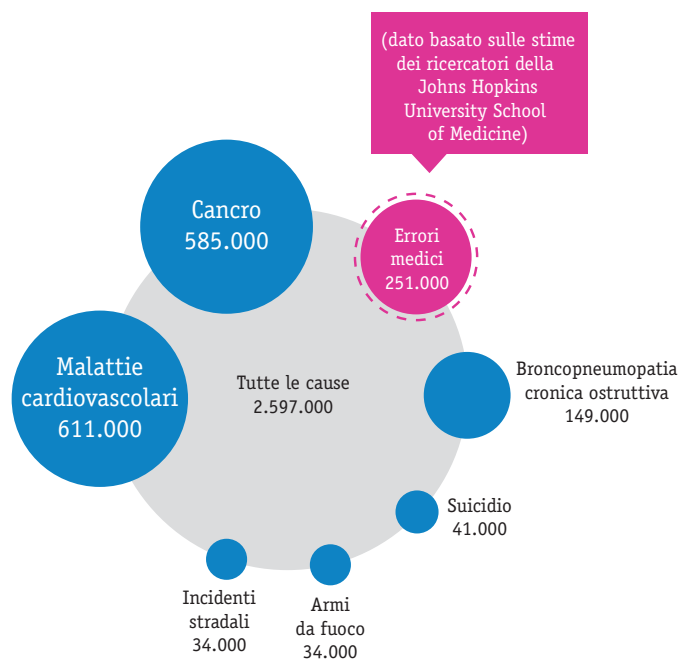 (dato basato sulle stime
dei ricercatori della
Johns Hopkins
University School
of Medicine)
Cancro
585.000
Errori
medici
251.000
Malattie
cardiovascolari
611.000
Tutte le cause
2.597.000
Broncopneumopatia
cronica ostruttiva
149.000
Suicidio
41.000
Incidenti
stradali
34.000
Armi
da fuoco
34.000